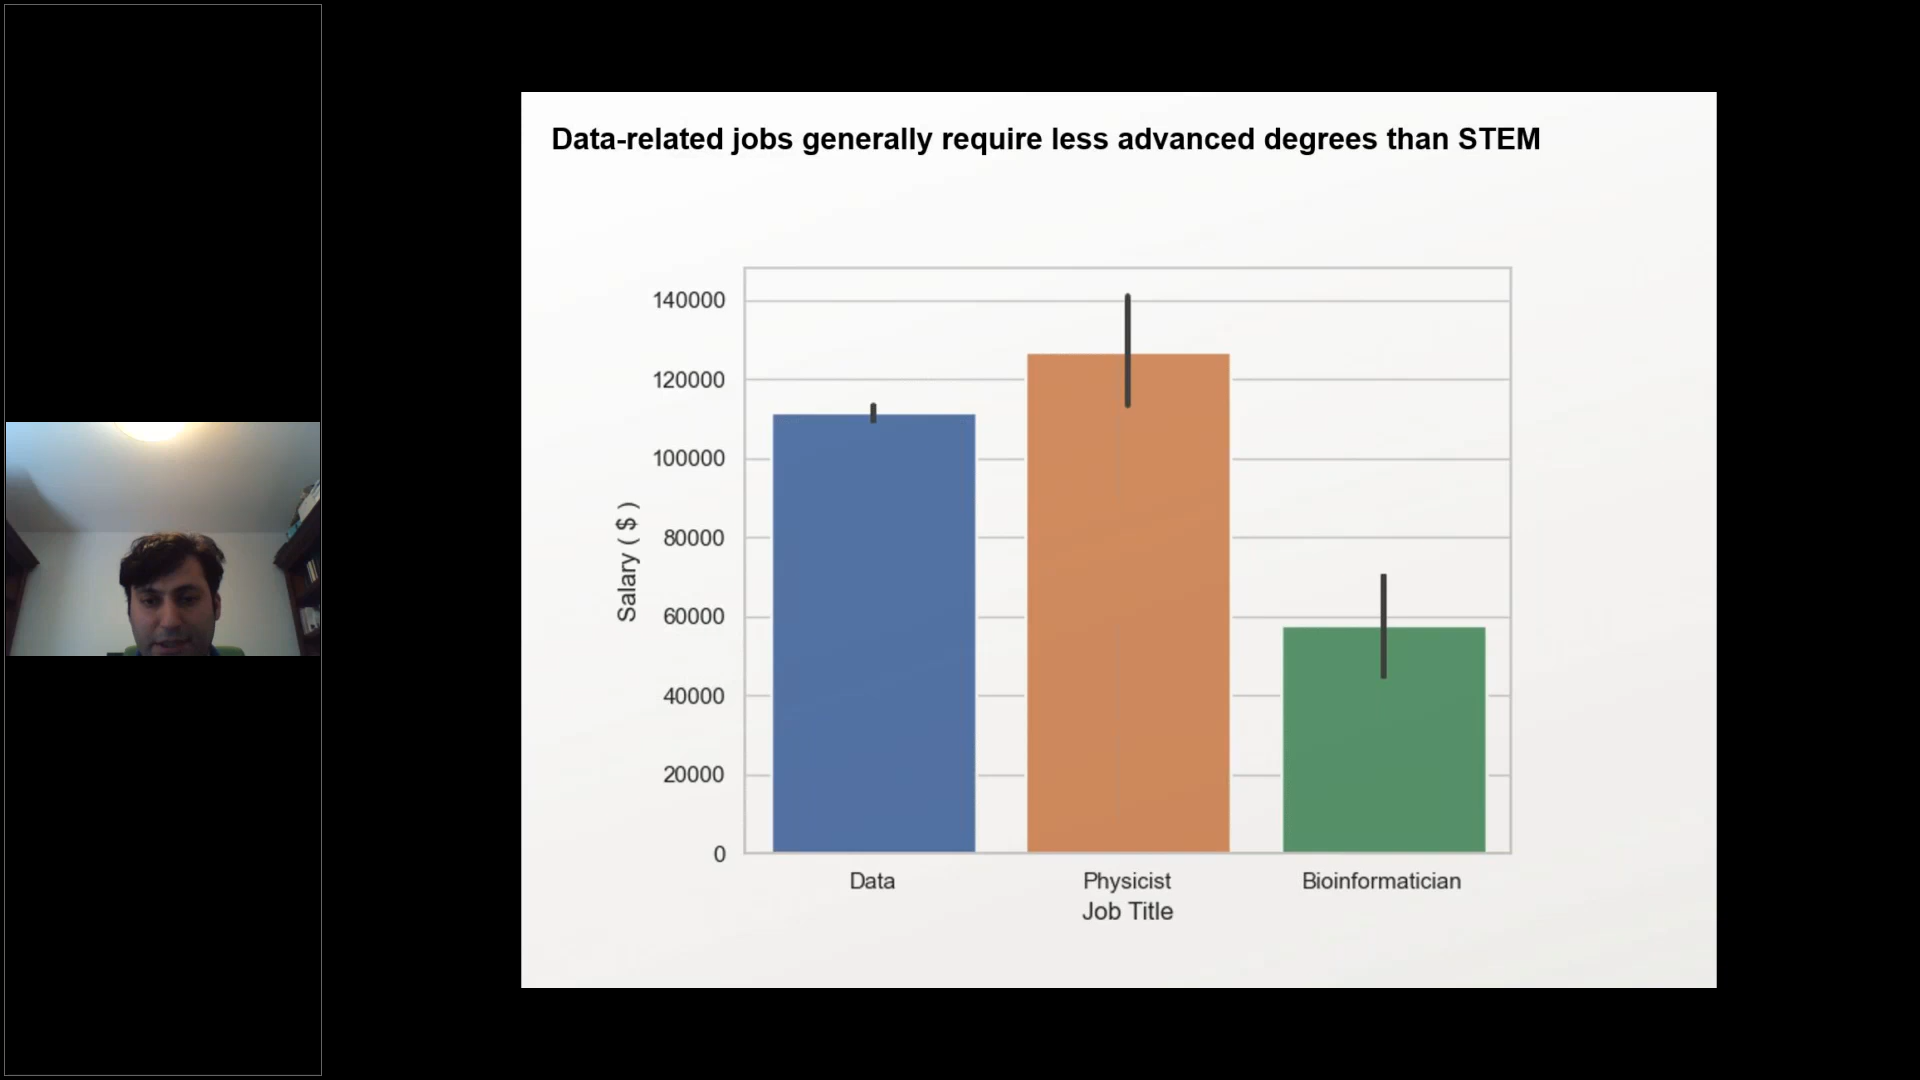 Data-related jobs generally require less advanced degrees than STEM
140000
120000
100000
80000
60000
40000
20000
0
Salary ( $ )
Data
Physicist
Bioinformatician
Job Title